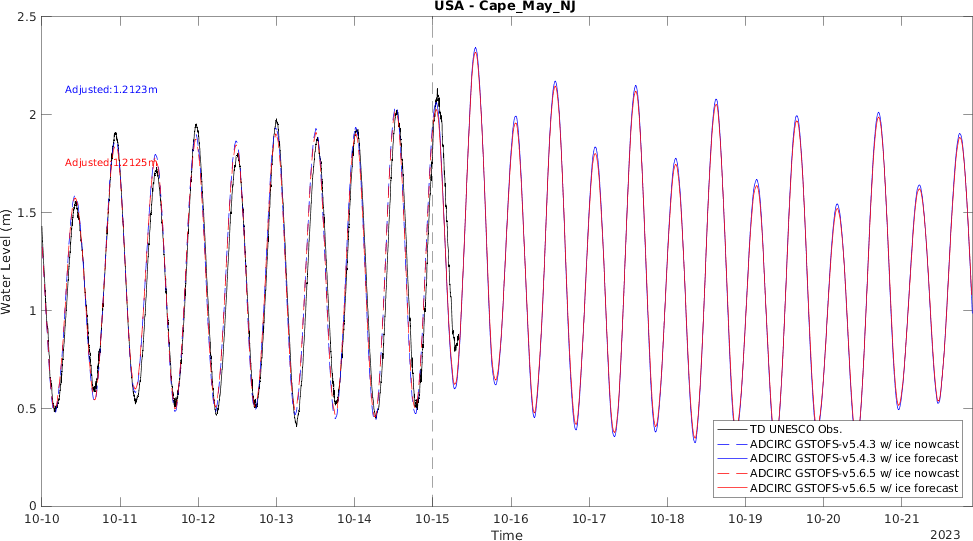 USA - Cape_May_NJ
2.5
2
1.5
1
0.5
0
Water Level (m)
Adjusted:1.2123m
Adjusted:1.2125m
TD UNESCO Obs.
ADCIRC GSTOFS-v5.4.3 w/ ice nowcast
ADCIRC GSTOFS-v5.4.3 w/ ice forecast
ADCIRC GSTOFS-v5.6.5 w/ ice nowcast
ADCIRC GSTOFS-v5.6.5 w/ ice forecast
10-10 10-11 10-12 10-13 10-14 10-15 10-16 10-17 10-18 10-19 10-20 10-21
Time
2023